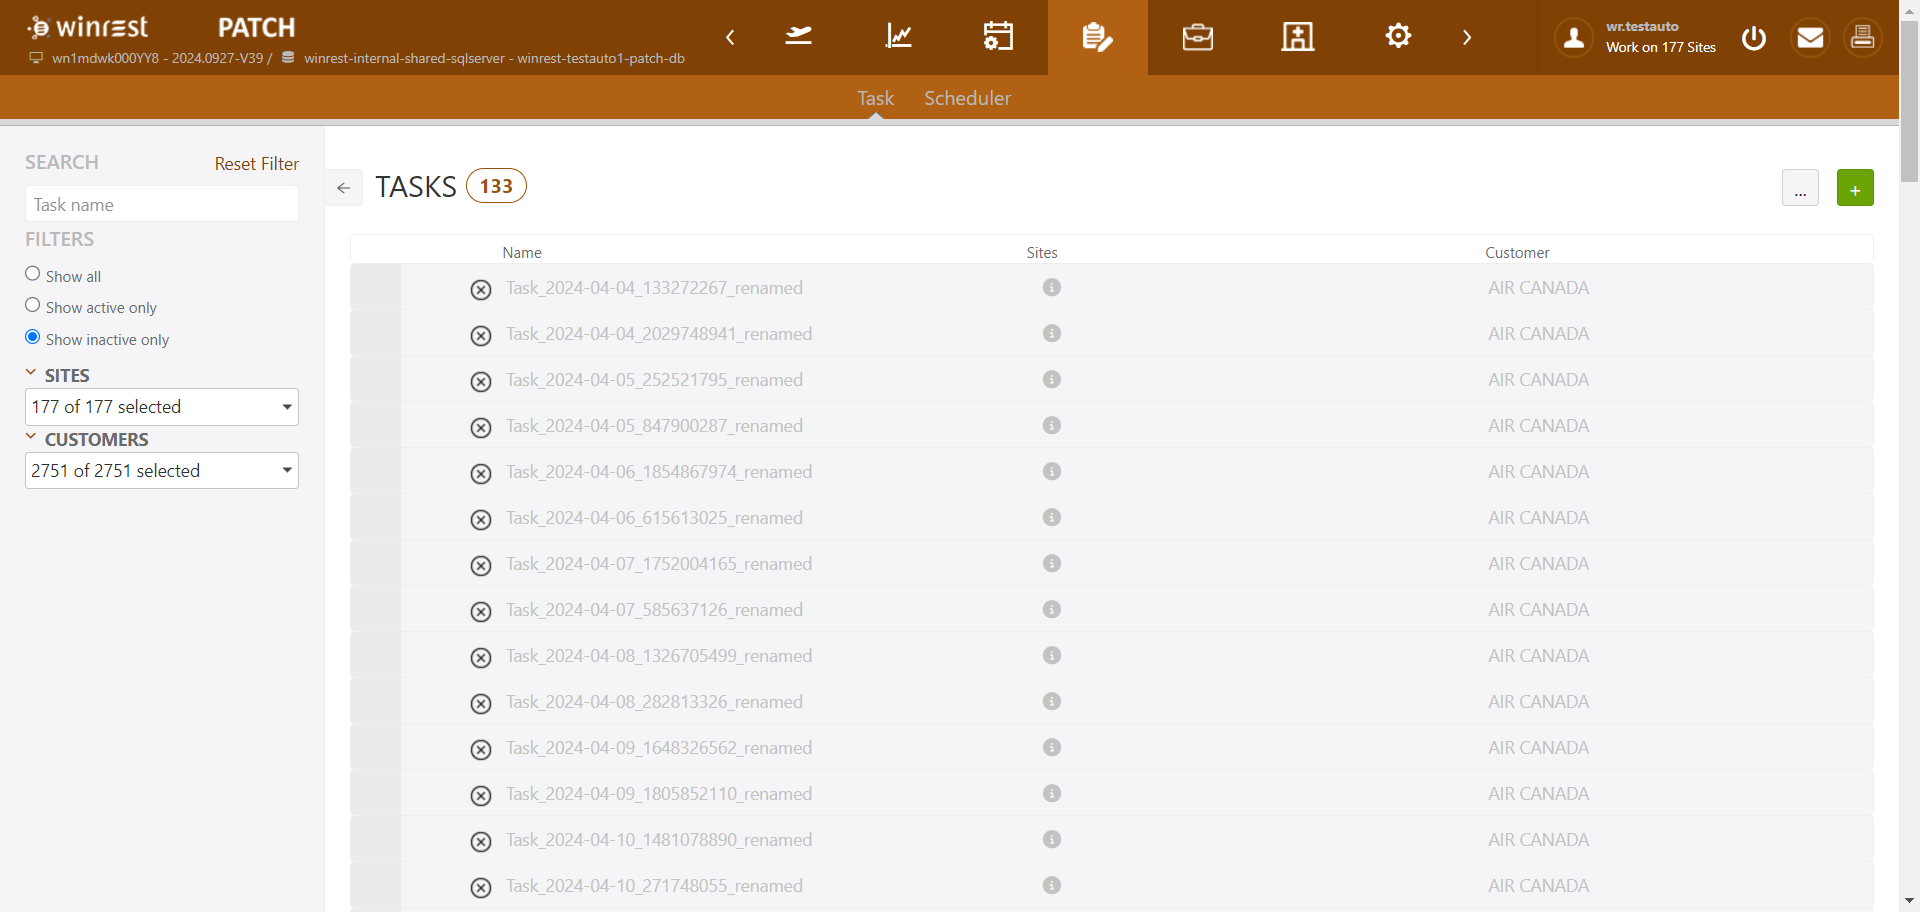 winrest PATCH
wn1mdwk000YY8 - 2024.0927-V39 / winrest-internal-shared-sqlserver - winrest-testauto1-patch-db
wr.testauto
Work on 177 Sites
Task Scheduler
SEARCH Reset Filter
Task name
FILTERS
Show all
Show active only
Show inactive only
SITES
177 of 177 selected
CUSTOMERS
2751 of 2751 selected
TASKS 133
... +
Name Sites Customer
Task_2024-04-04_133272267_renamed AIR CANADA
Task_2024-04-04_2029748941_renamed AIR CANADA
Task_2024-04-05_252521795_renamed AIR CANADA
Task_2024-04-05_847900287_renamed AIR CANADA
Task_2024-04-06_1854867974_renamed AIR CANADA
Task_2024-04-06_615613025_renamed AIR CANADA
Task_2024-04-07_1752004165_renamed AIR CANADA
Task_2024-04-07_585637126_renamed AIR CANADA
Task_2024-04-08_1326705499_renamed AIR CANADA
Task_2024-04-08_282813326_renamed AIR CANADA
Task_2024-04-09_1648326562_renamed AIR CANADA
Task_2024-04-09_1805852110_renamed AIR CANADA
Task_2024-04-10_1481078890_renamed AIR CANADA
Task_2024-04-10_271748055_renamed AIR CANADA